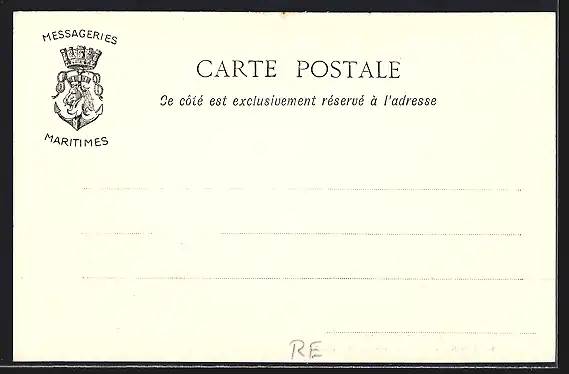 MESSAGERIES
MARITIMES
CARTE POSTALE
Ce côté est exclusivement réservé à l'adresse
RE